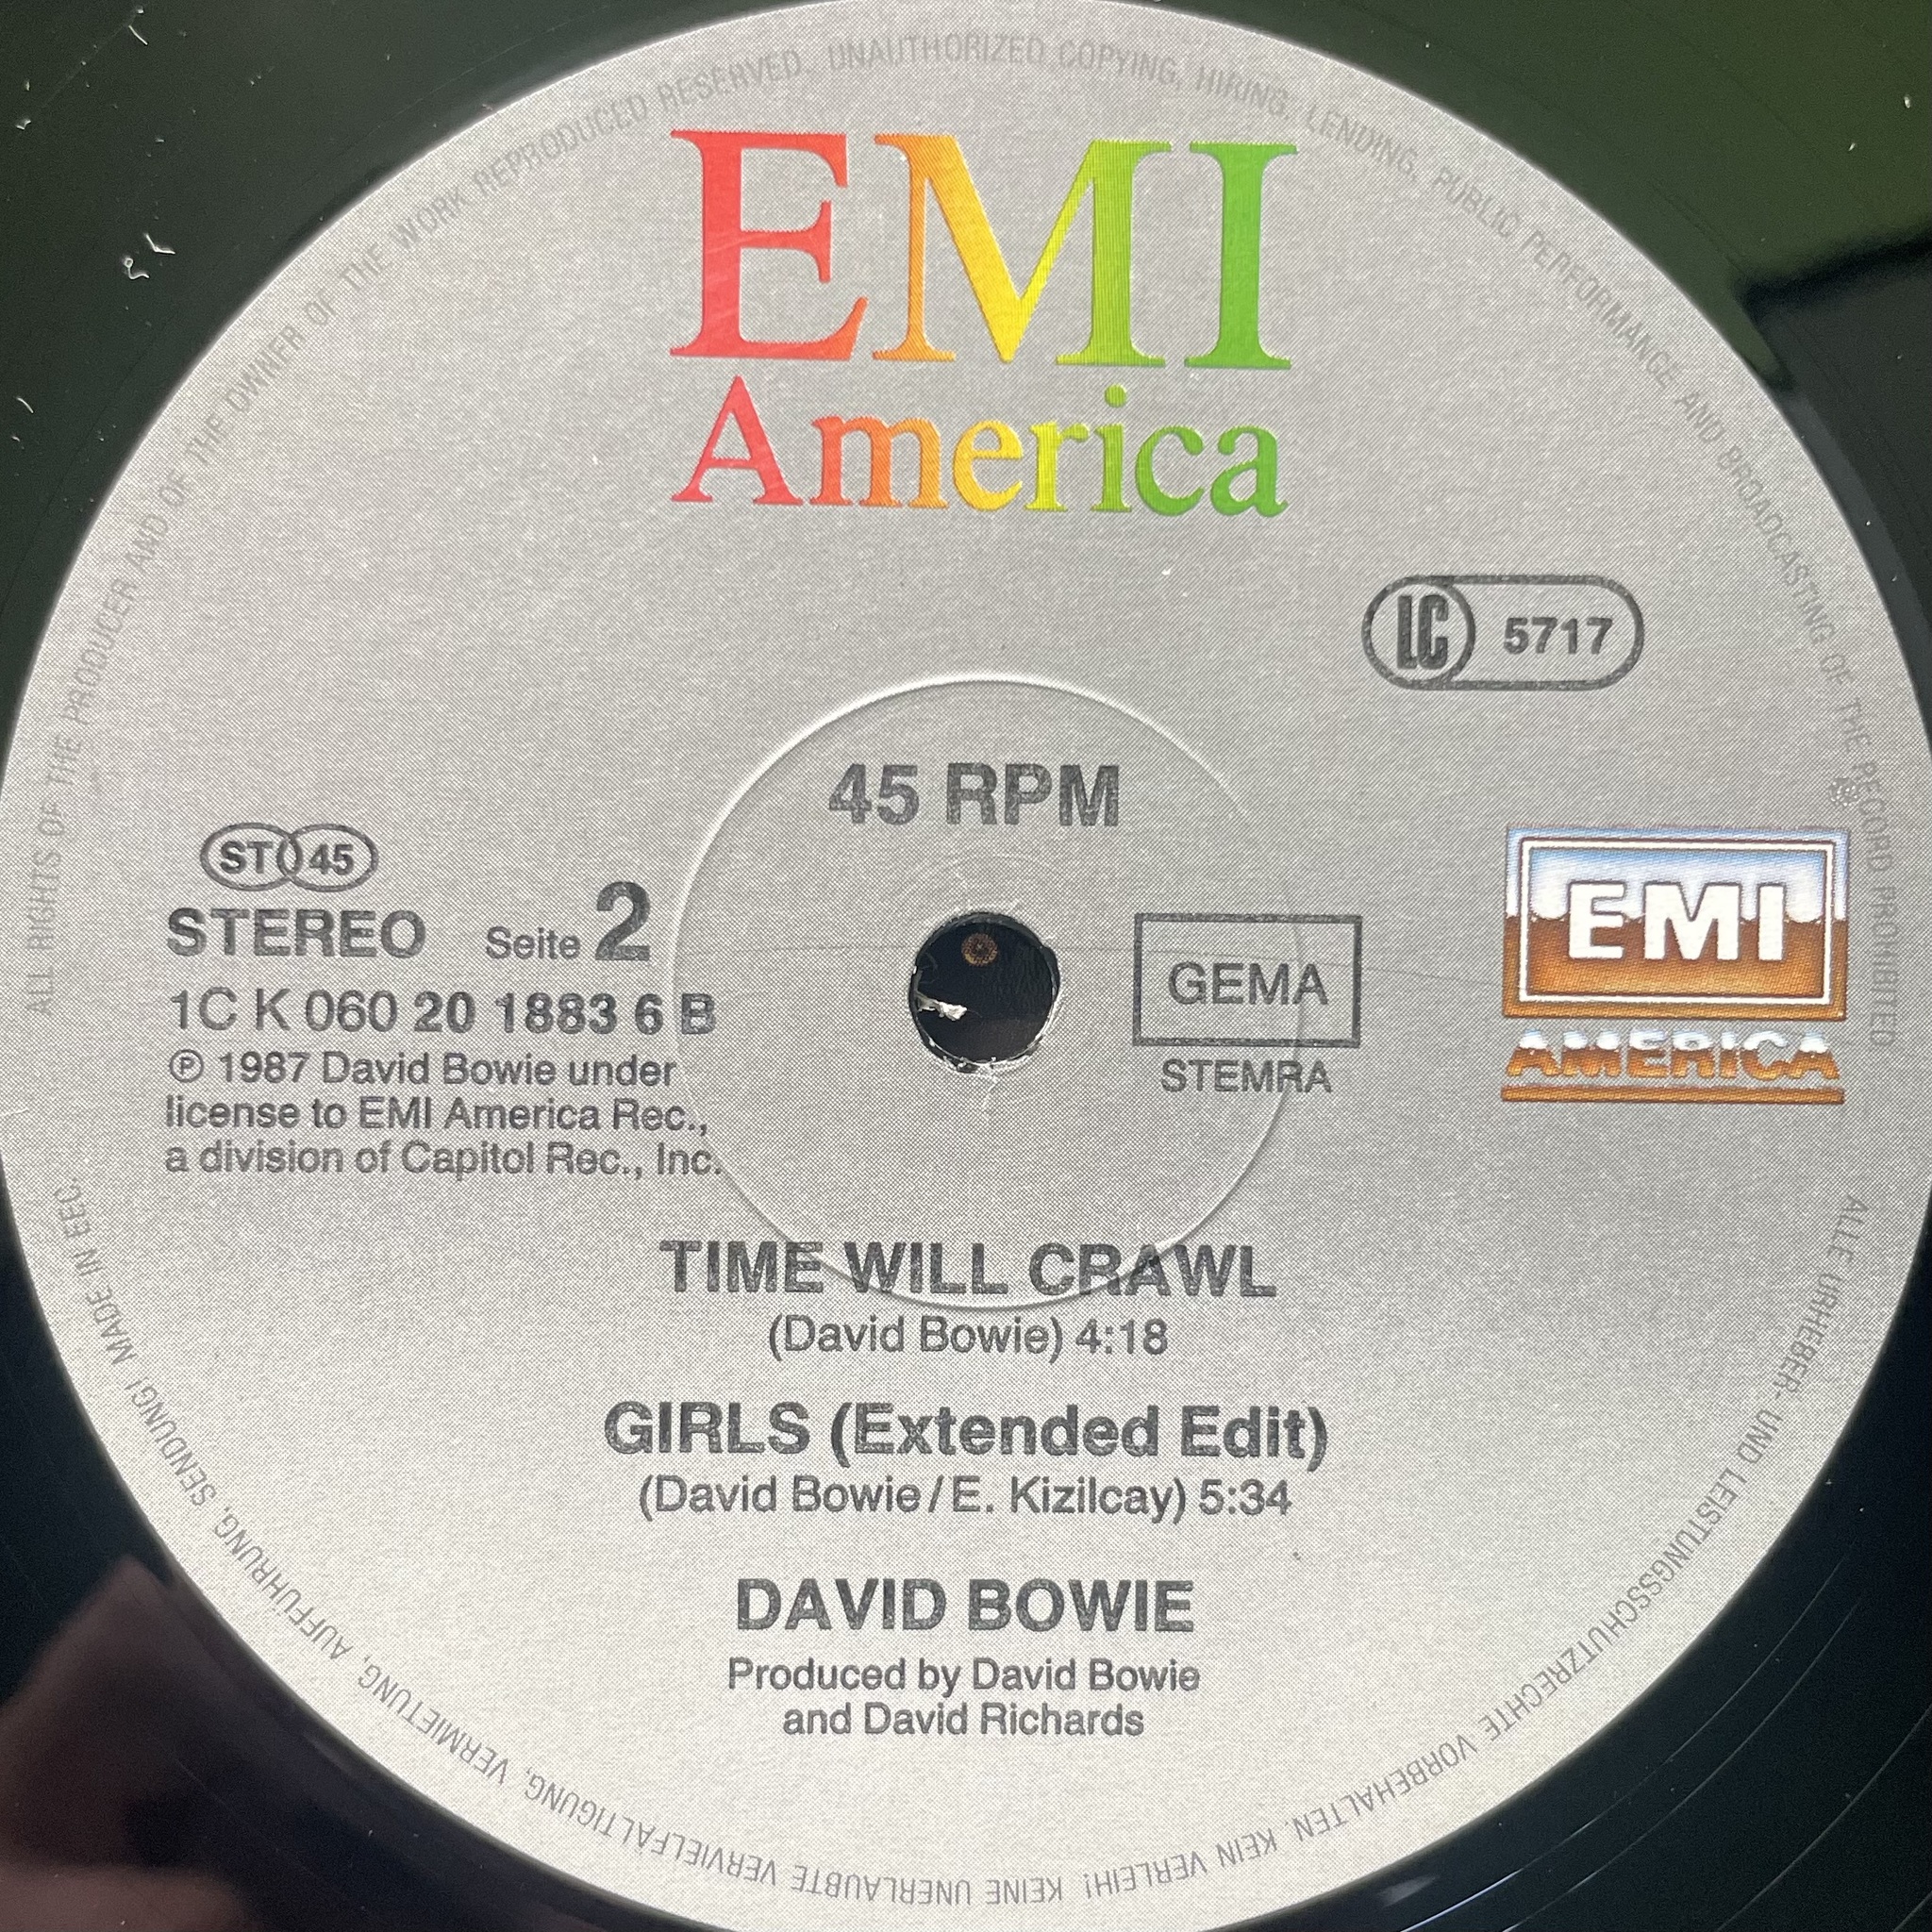 ALL RIGHTS OF THE PRODUCER AND OF THE OWNER OF THE WORK REPRODUCED RESERVED. UNAUTHORIZED COPYING, HIRING, LENDING, PUBLIC PERFORMANCE AND BROADCASTING OF THE RECORD PROHIBITED
EMI
America
LC 5717
45 RPM
ST 45
STEREO Seite 2
1C K 060 20 1883 6 B
℗ 1987 David Bowie under
license to EMI America Rec.,
a division of Capitol Rec., Inc.
GEMA
STEMRA
EMI
AMERICA
TIME WILL CRAWL
(David Bowie) 4:18
GIRLS (Extended Edit)
(David Bowie/E. Kizilcay) 5:34
DAVID BOWIE
Produced by David Bowie
and David Richards
ALLE URHEBER- UND LEISTUNGSSCHUTZRECHTE VORBEHALTEN. KEIN VERLEIH! KEINE UNERLAUBTE VERVIELFÄLTIGUNG, VERMIETUNG, AUFFÜHRUNG, SENDUNG! MADE IN EEC.